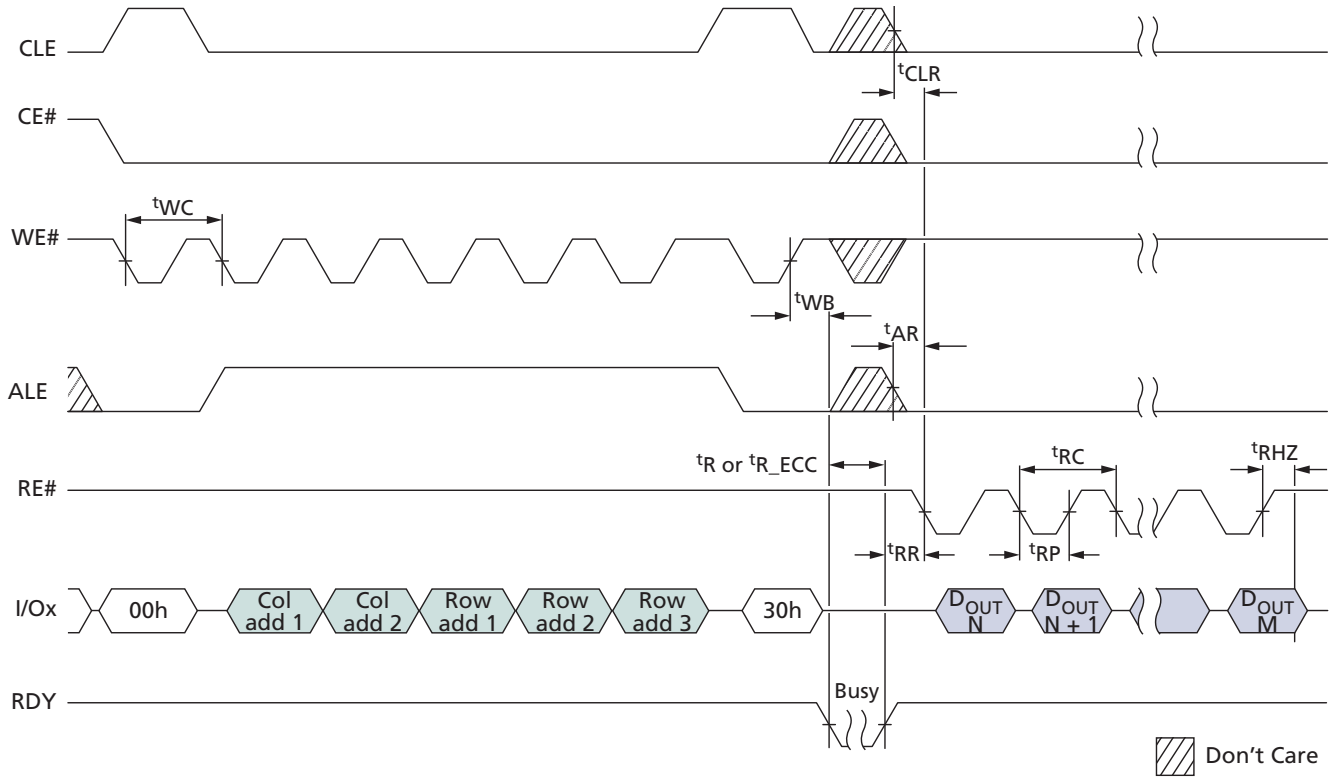 CLE
tCLR
CE#
tWC
WE#
tWB
tAR
ALE
tR or tR_ECC
tRC
tRHZ
RE#
tRR
tRP
I/Ox
00h
Col
add 1
Col
add 2
Row
add 1
Row
add 2
Row
add 3
30h
DOUT
N
DOUT
N + 1
DOUT
M
RDY
Busy
Don't Care